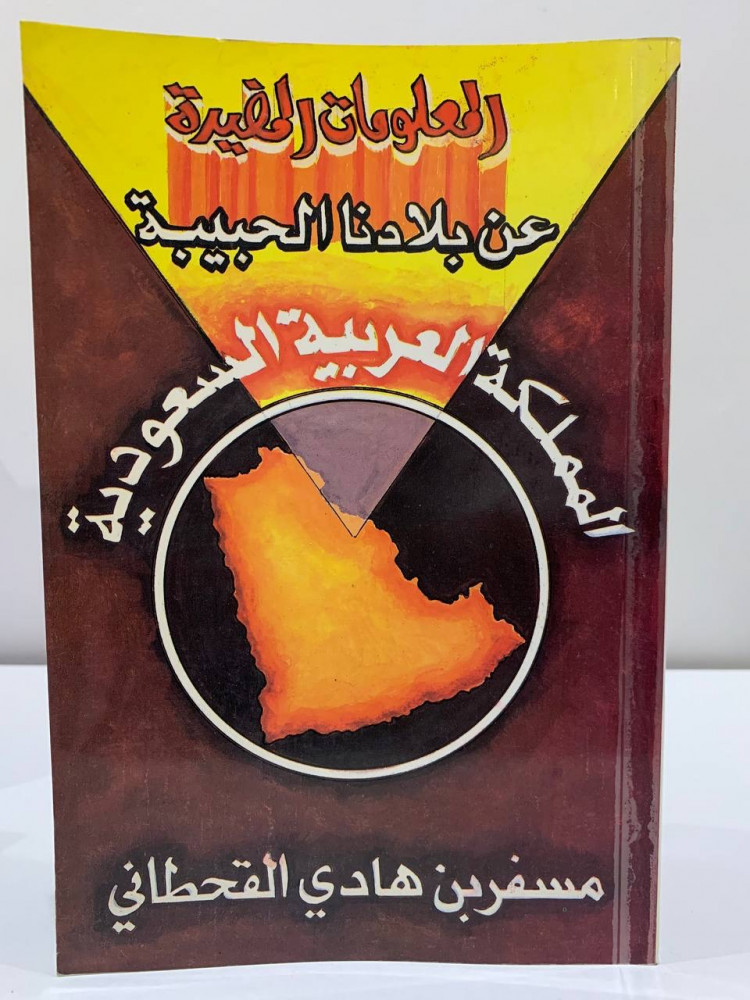 المعلومات المفيدة
عن بلادنا الحبيبة
المملكة العربية السعودية
مسفر بن هادي القحطاني